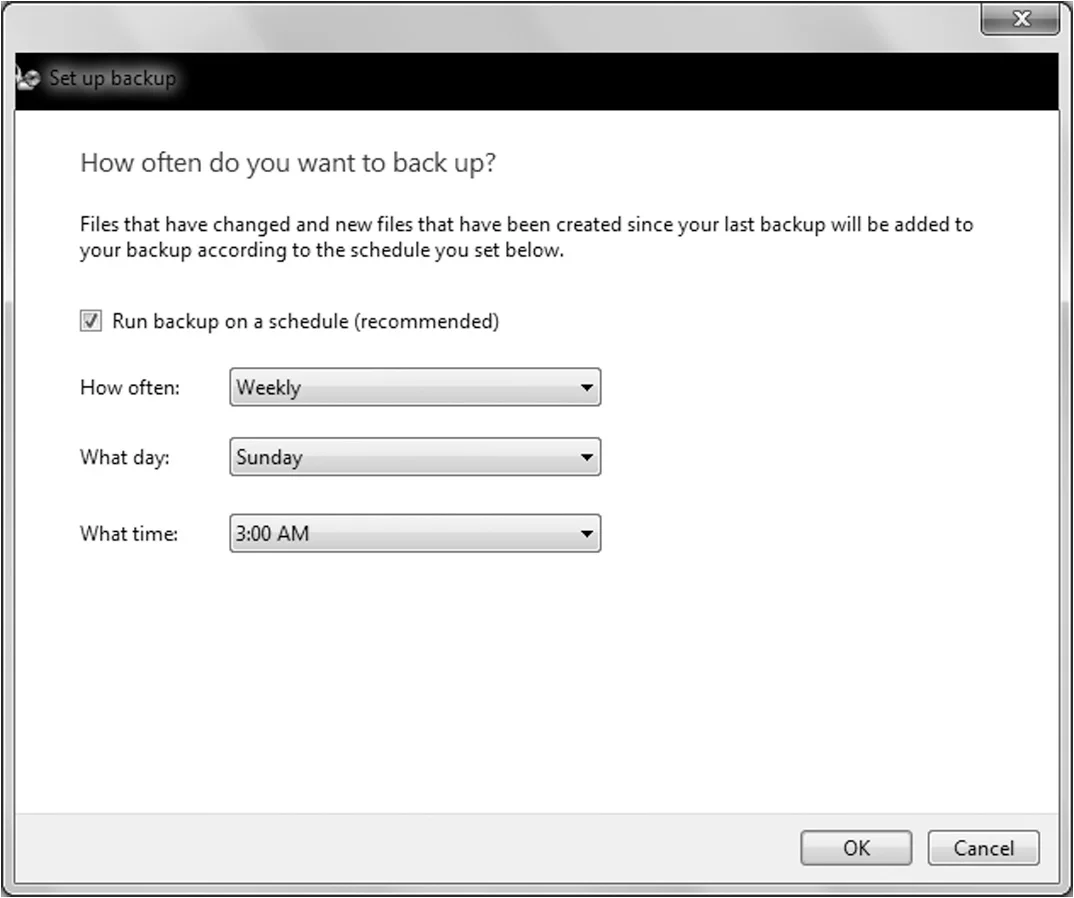 Set up backup
How often do you want to back up?
Files that have changed and new files that have been created since your last backup will be added to
your backup according to the schedule you set below.
Run backup on a schedule (recommended)
How often: Weekly
What day: Sunday
What time: 3:00 AM
OK Cancel